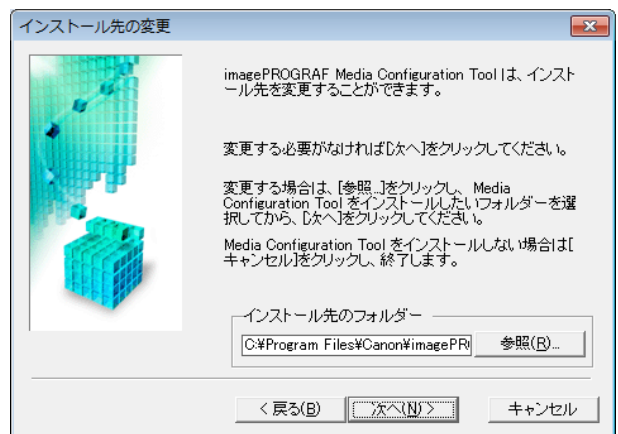 インストール先の変更
imagePROGRAF Media Configuration Tool は、インスト
ール先を変更することができます。
変更する必要がなければ[次へ]をクリックしてください。
変更する場合は、[参照...]をクリックし、 Media
Configuration Tool をインストールしたいフォルダーを選
択してから、[次へ]をクリックしてください。
Media Configuration Tool をインストールしない場合は[
キャンセル]をクリックし、終了します。
インストール先のフォルダー
C:¥Program Files¥Canon¥imagePR
参照(R)...
< 戻る(B)
次へ(N) >
キャンセル